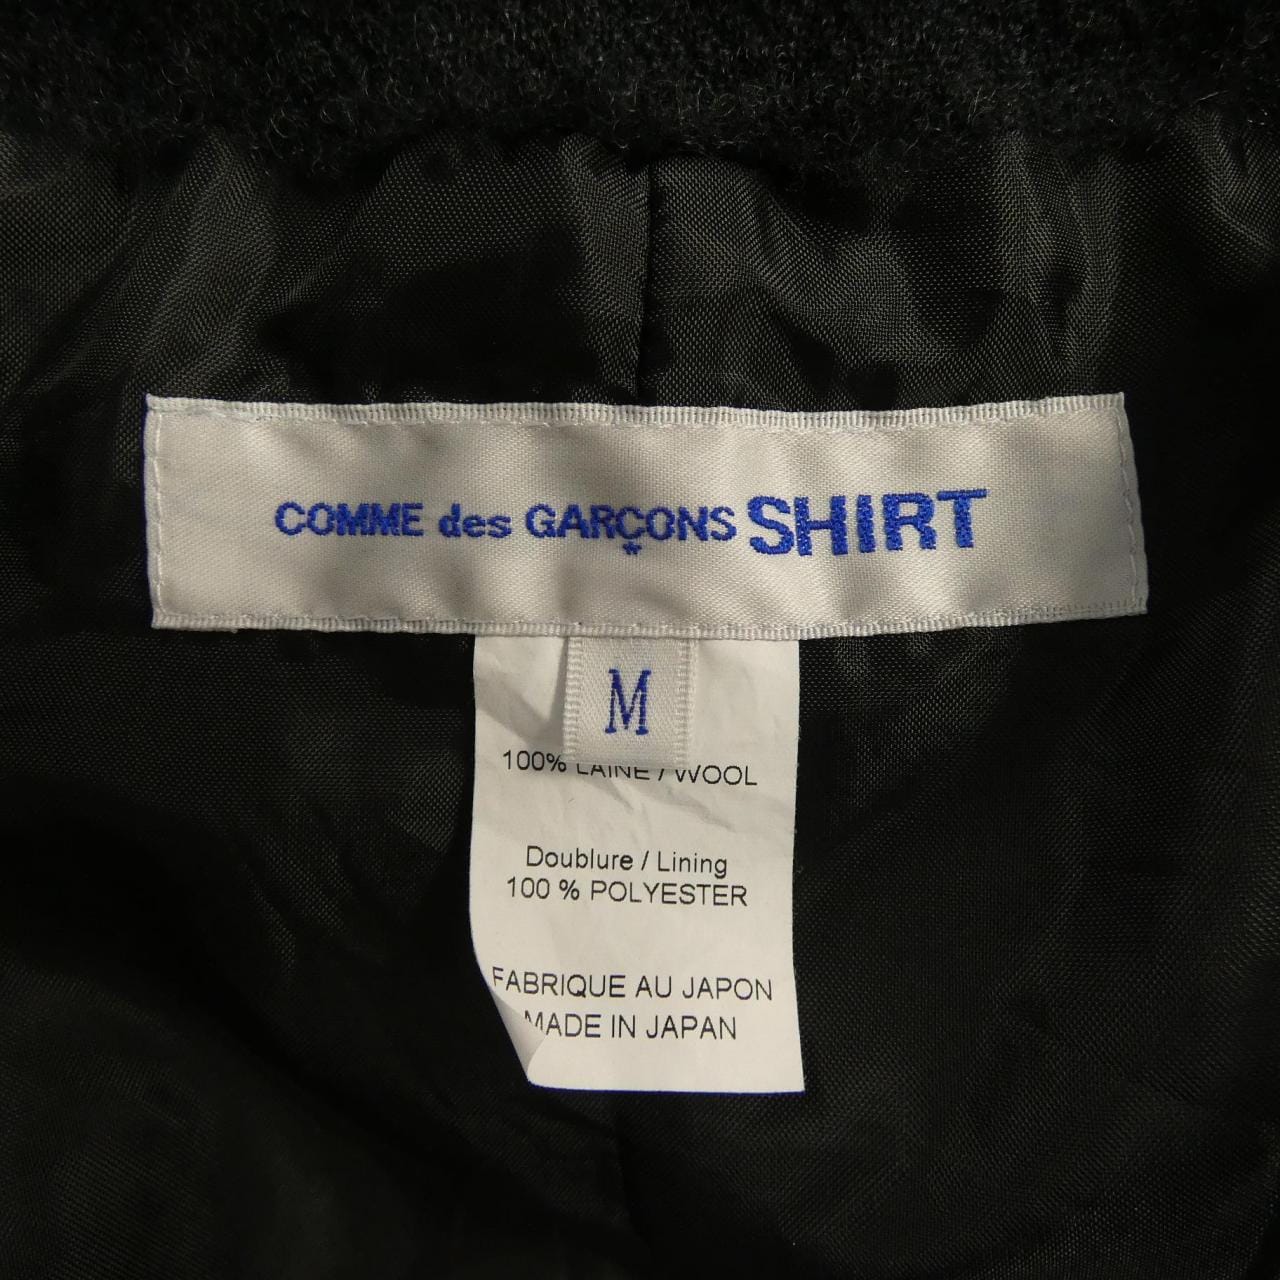 COMME des GARÇONS SHIRT
M
100% LAINE / WOOL
Doublure / Lining
100 % POLYESTER
FABRIQUE AU JAPON
MADE IN JAPAN